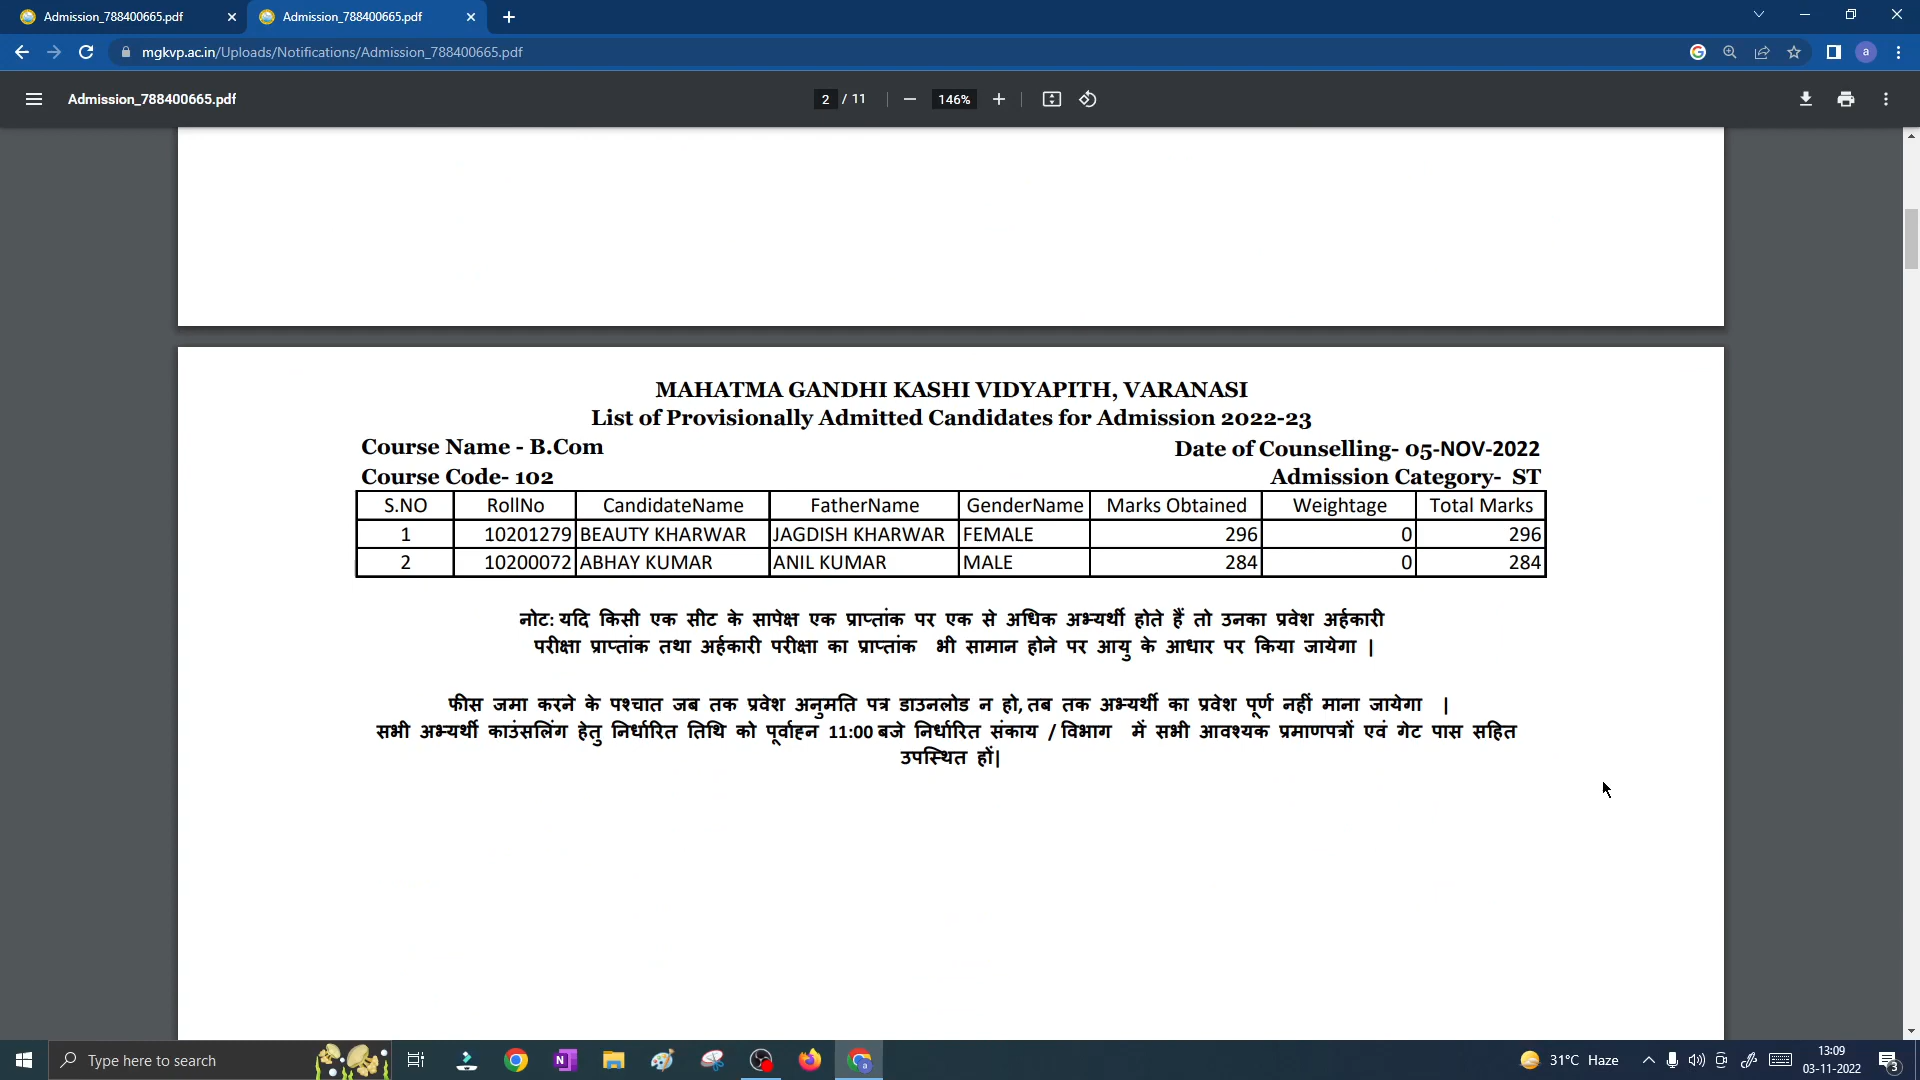 Admission_788400665.pdf
Admission_788400665.pdf
mgkvp.ac.in/Uploads/Notifications/Admission_788400665.pdf
a
Admission_788400665.pdf
2 / 11
146%
MAHATMA GANDHI KASHI VIDYAPITH, VARANASI
List of Provisionally Admitted Candidates for Admission 2022-23
Course Name - B.Com
Date of Counselling- 05-NOV-2022
Course Code- 102
Admission Category- ST
S.NO RollNo CandidateName FatherName GenderName Marks Obtained Weightage Total Marks
1 10201279 BEAUTY KHARWAR JAGDISH KHARWAR FEMALE 296 0 296
2 10200072 ABHAY KUMAR ANIL KUMAR MALE 284 0 284
नोट: यदि किसी एक सीट के सापेक्ष एक प्राप्तांक पर एक से अधिक अभ्यर्थी होते हैं तो उनका प्रवेश अर्हकारी
परीक्षा प्राप्तांक तथा अर्हकारी परीक्षा का प्राप्तांक भी सामान होने पर आयु के आधार पर किया जायेगा |
फीस जमा करने के पश्चात जब तक प्रवेश अनुमति पत्र डाउनलोड न हो, तब तक अभ्यर्थी का प्रवेश पूर्ण नहीं माना जायेगा |
सभी अभ्यर्थी काउंसलिंग हेतु निर्धारित तिथि को पूर्वाह्न 11:00 बजे निर्धारित संकाय / विभाग में सभी आवश्यक प्रमाणपत्रों एवं गेट पास सहित
उपस्थित हों|
Type here to search
31°C Haze
13:09
03-11-2022
3